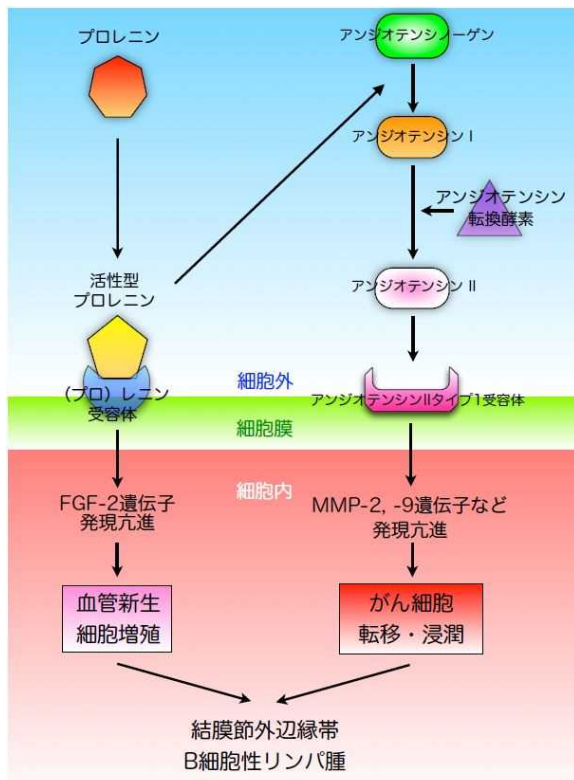 プロレニン
アンジオテンシノーゲン
アンジオテンシンⅠ
アンジオテンシン
転換酵素
活性型
プロレニン
アンジオテンシンⅡ
(プロ)レニン
受容体
細胞外
アンジオテンシンⅡタイプ1受容体
細胞膜
細胞内
FGF-2遺伝子
発現亢進
MMP-2, -9遺伝子など
発現亢進
血管新生
細胞増殖
がん細胞
転移・浸潤
結膜節外辺縁帯
B細胞性リンパ腫